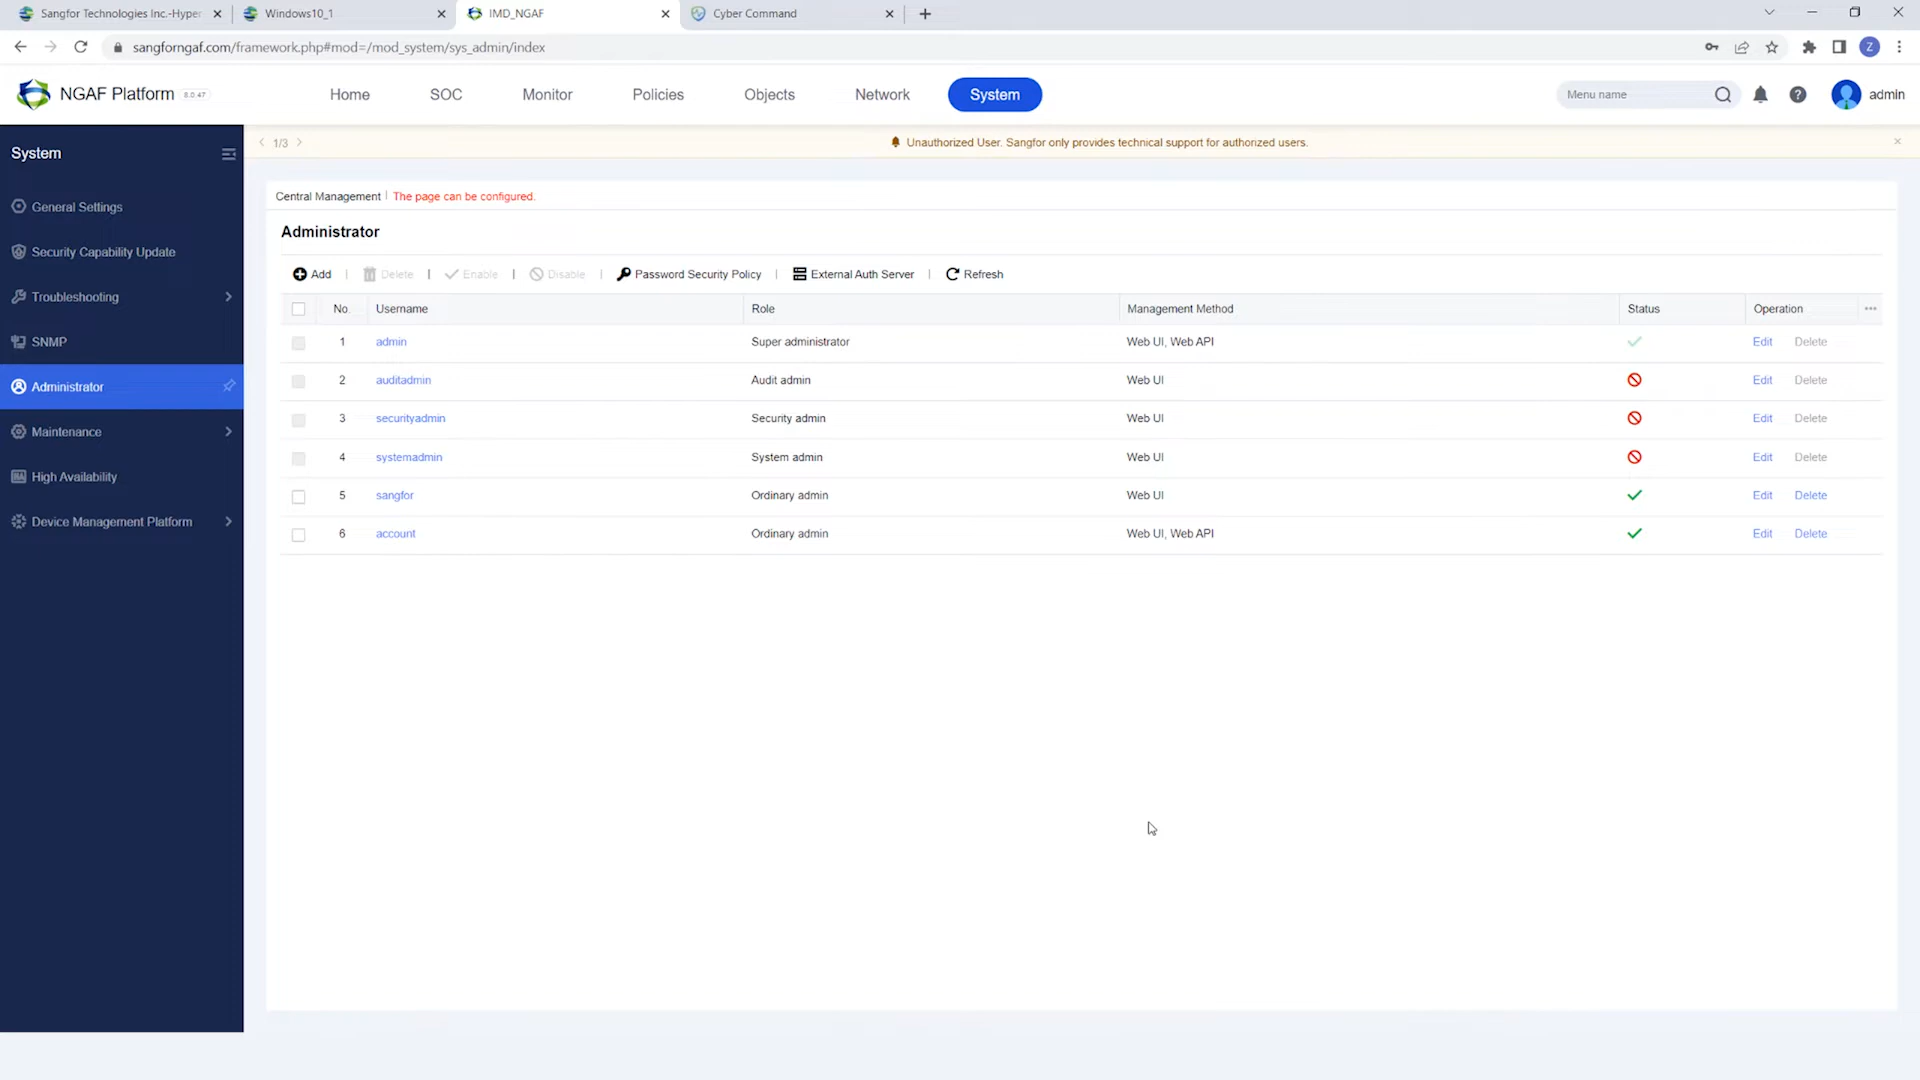 Sangfor Technologies Inc.-Hyper
Windows10_1
IMD_NGAF
Cyber Command
sangforngaf.com/framework.php#mod=/mod_system/sys_admin/index
Z
NGAF Platform 8.0.47
Home
SOC
Monitor
Policies
Objects
Network
System
Menu name
admin
System
1/3
Unauthorized User. Sangfor only provides technical support for authorized users.
General Settings
Security Capability Update
Troubleshooting
SNMP
Administrator
Maintenance
High Availability
Device Management Platform
Central Management
The page can be configured.
Administrator
Add | Delete | Enable | Disable | Password Security Policy | External Auth Server | Refresh
No. Username Role Management Method Status Operation
1 admin Super administrator Web UI, Web API Edit Delete
2 auditadmin Audit admin Web UI Edit Delete
3 securityadmin Security admin Web UI Edit Delete
4 systemadmin System admin Web UI Edit Delete
5 sangfor Ordinary admin Web UI Edit Delete
6 account Ordinary admin Web UI, Web API Edit Delete